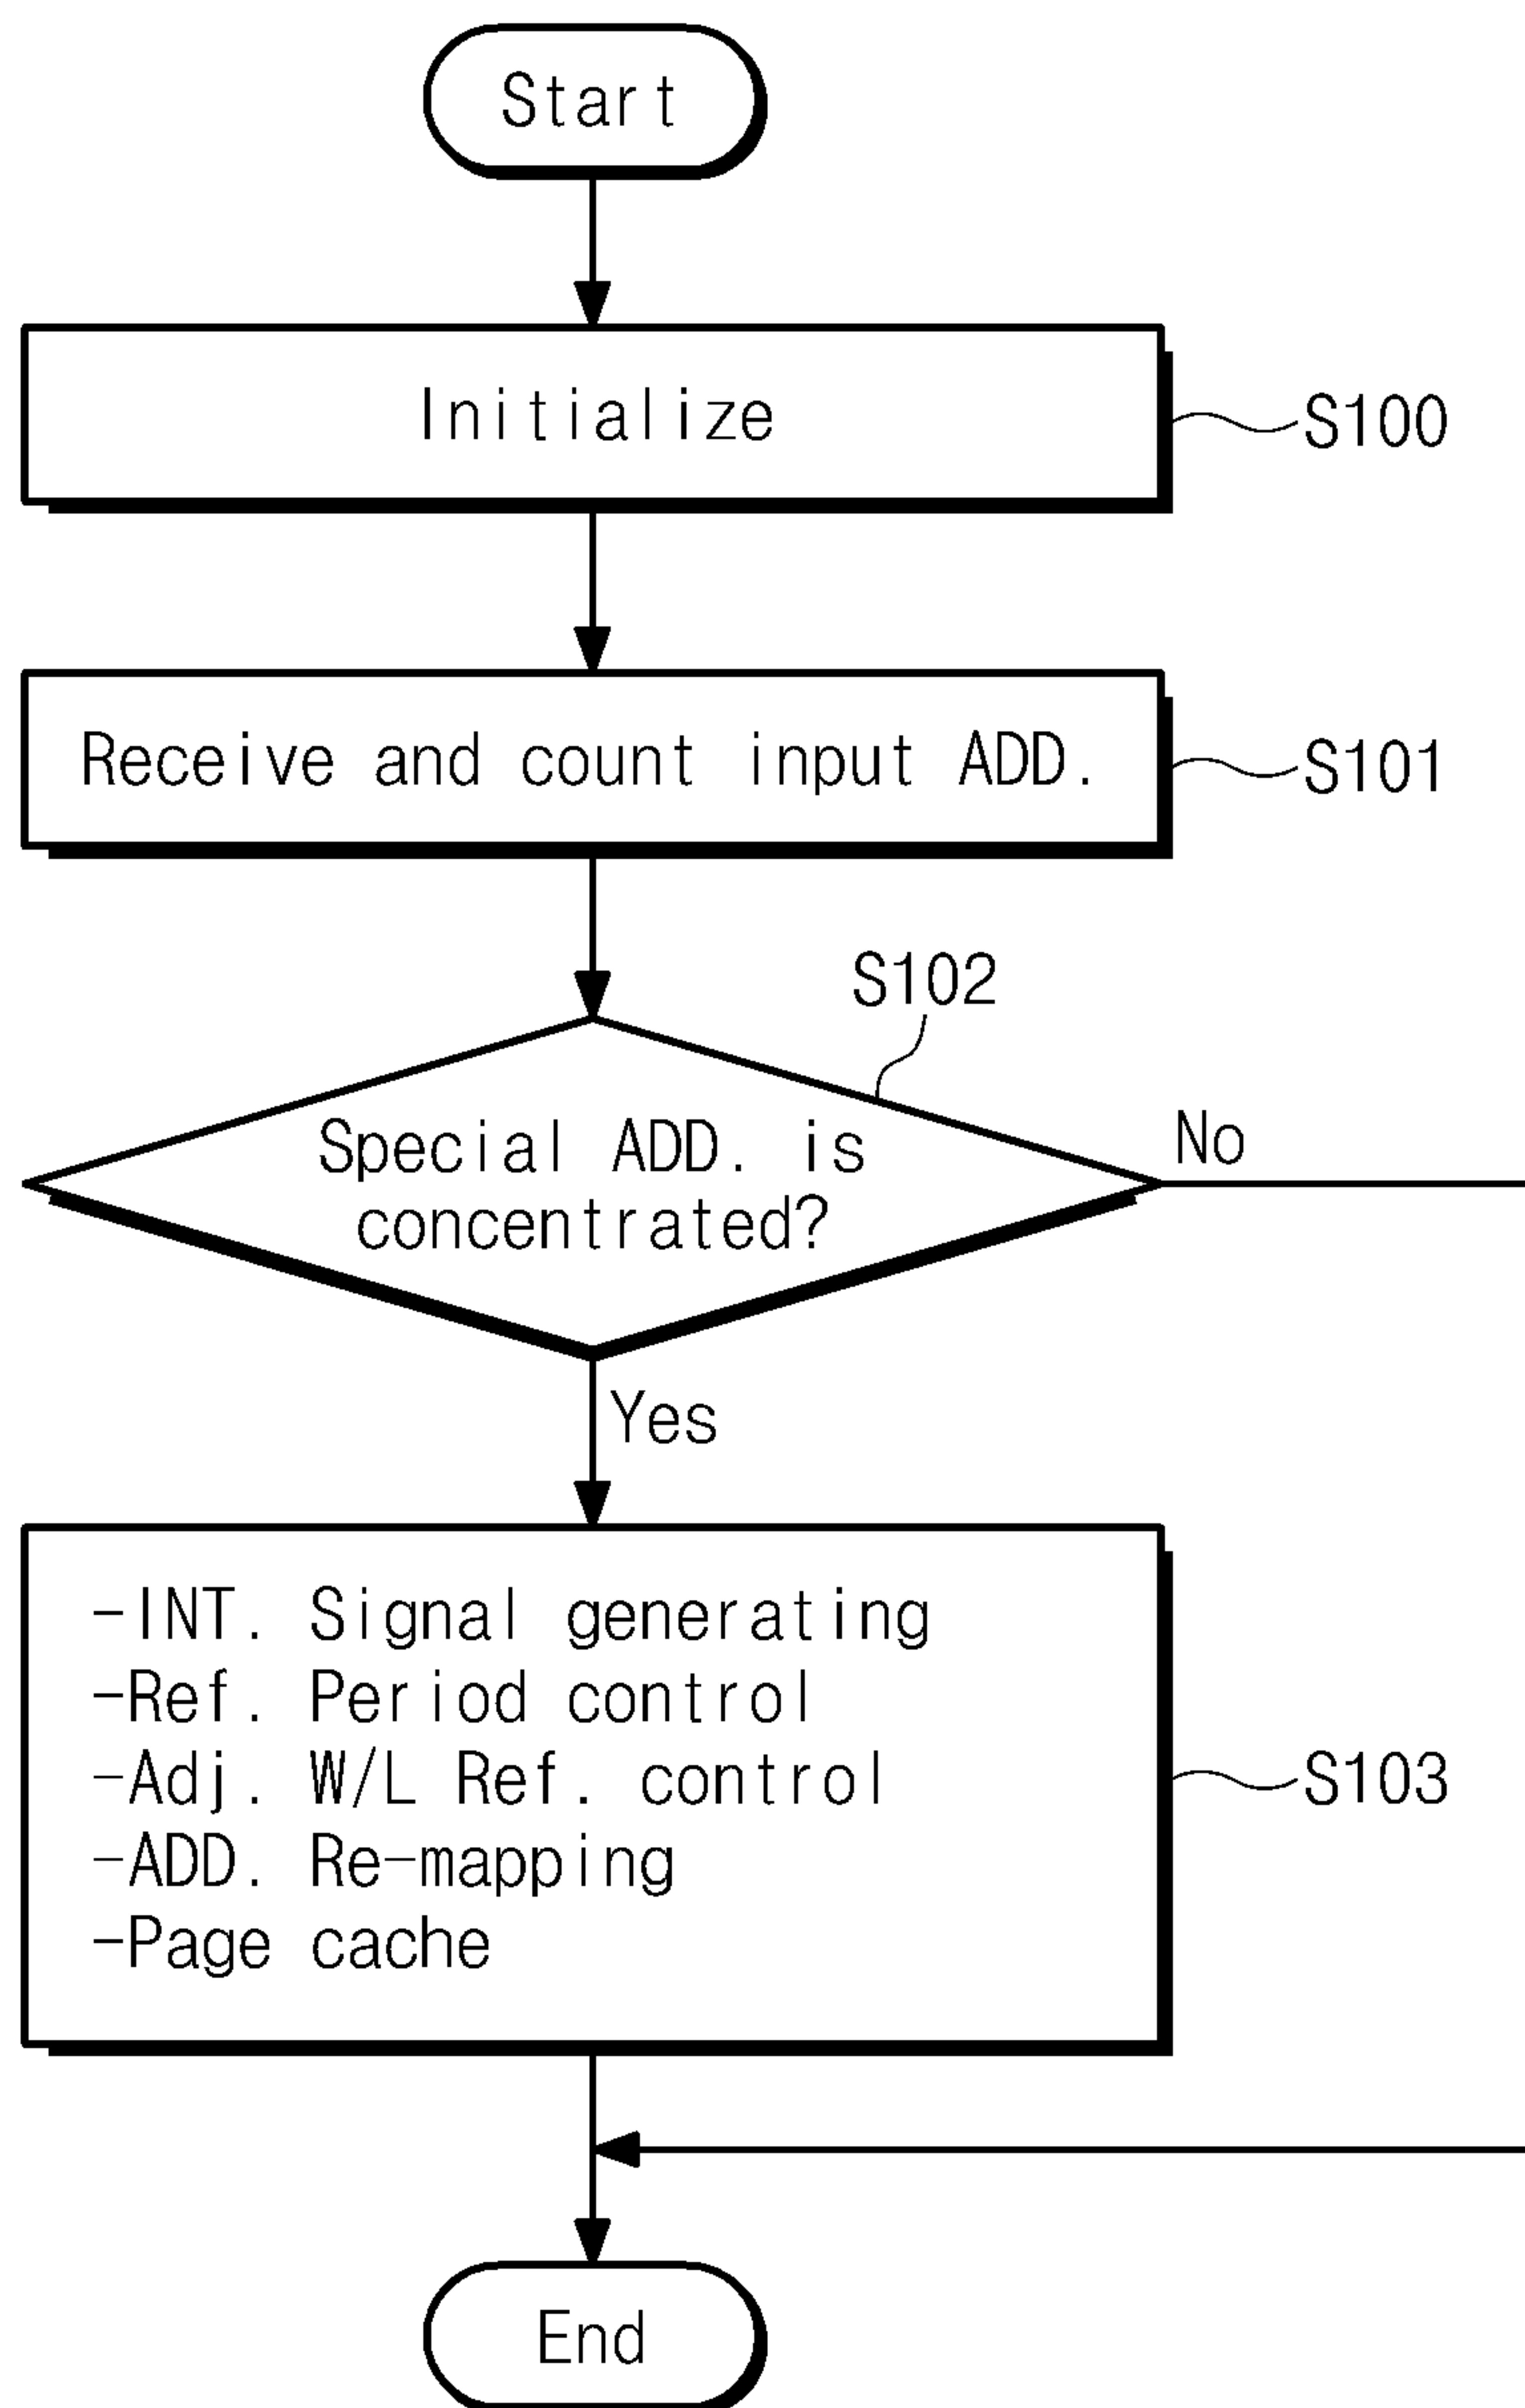 Start
Initialize
S100
Receive and count input ADD.
S101
S102
Special ADD. is
concentrated?
No
Yes
-INT. Signal generating
-Ref. Period control
-Adj. W/L Ref. control
-ADD. Re-mapping
-Page cache
S103
End